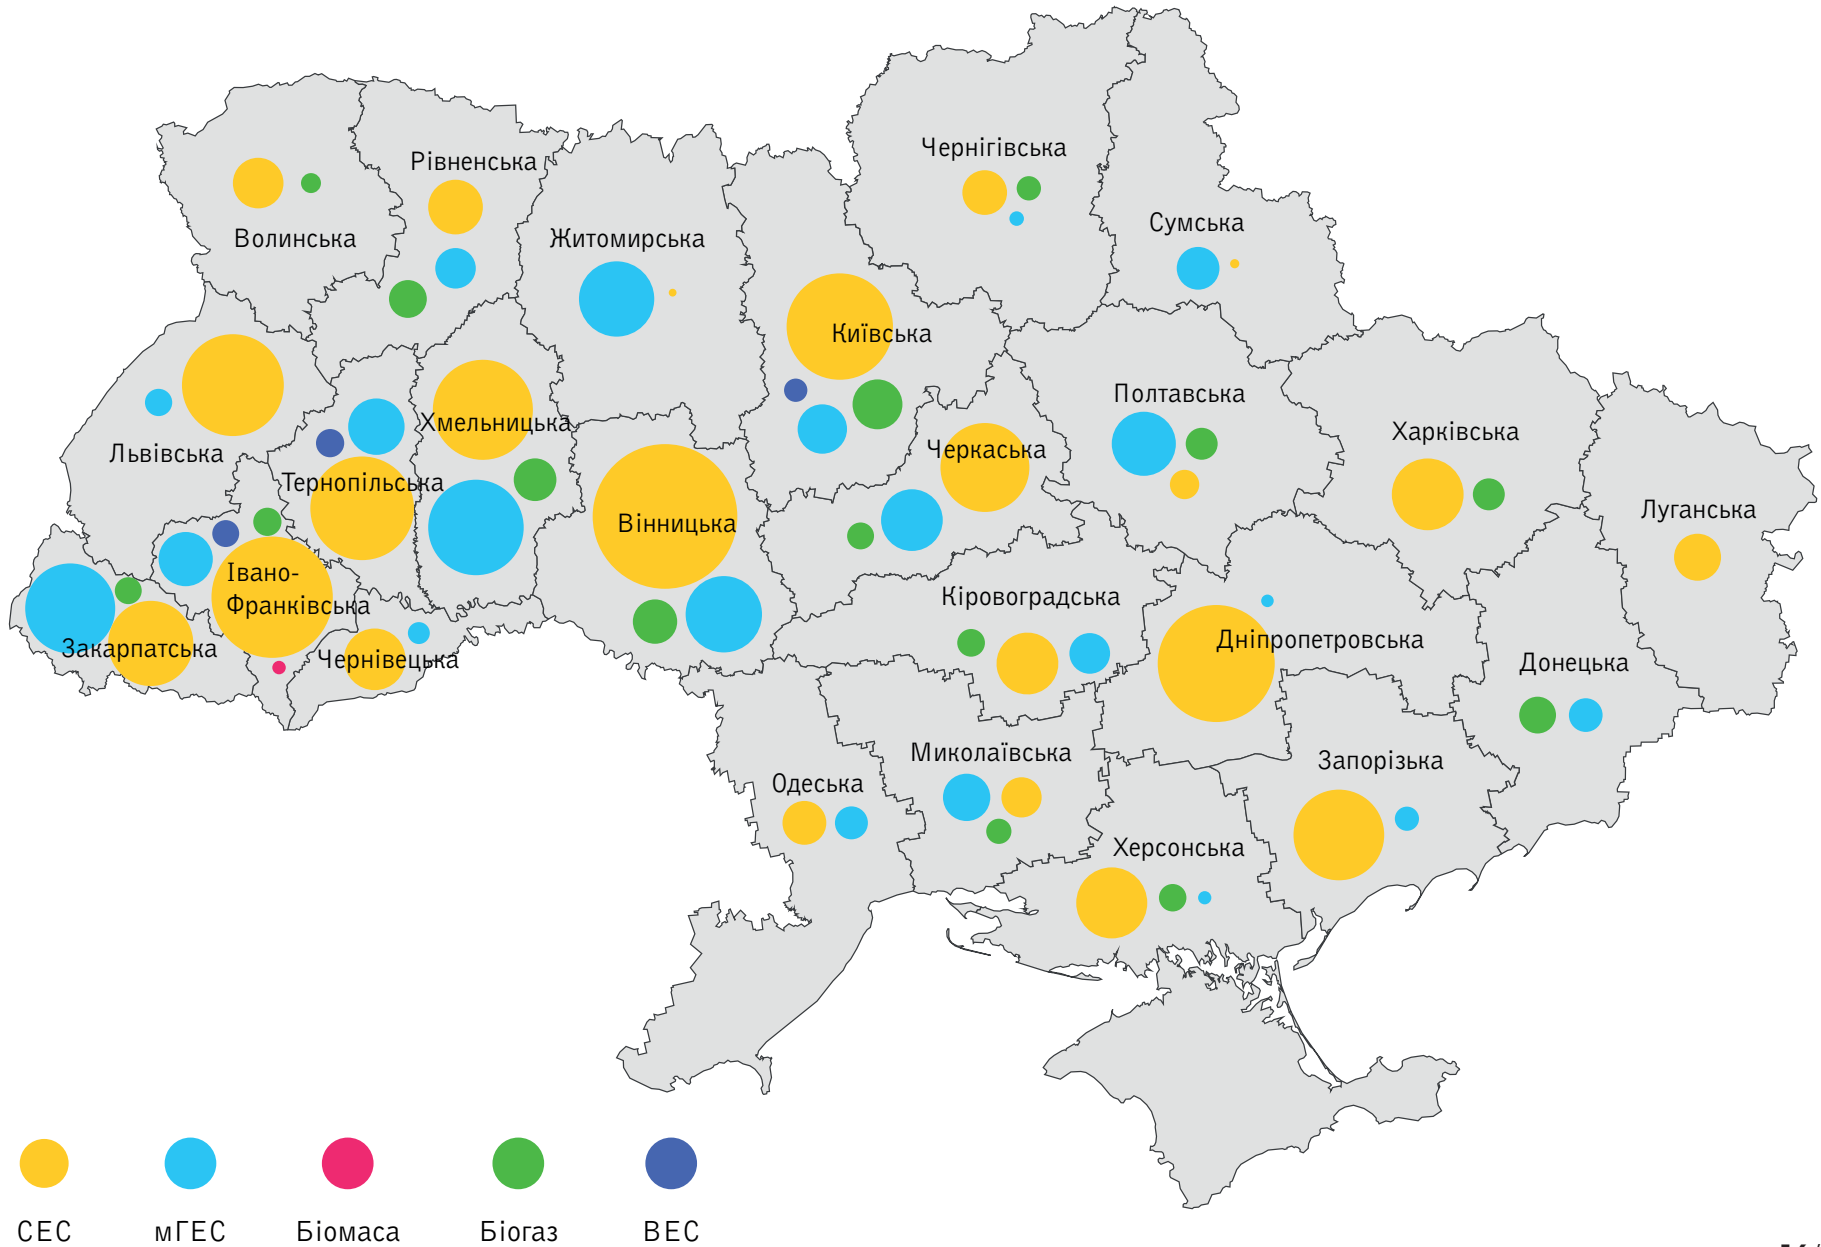 Чернігівська
Рівненська
Сумська
Волинська
Житомирська
Київська
Полтавська
Хмельницька
Харківська
Львівська
Черкаська
Тернопільська
Луганська
Вінницька
Івано-
Франківська
Кіровоградська
Дніпропетровська
Закарпатська
Чернівецька
Донецька
Миколаївська
Запорізька
Одеська
Херсонська
СЕС мГЕС Біомаса Біогаз ВЕС